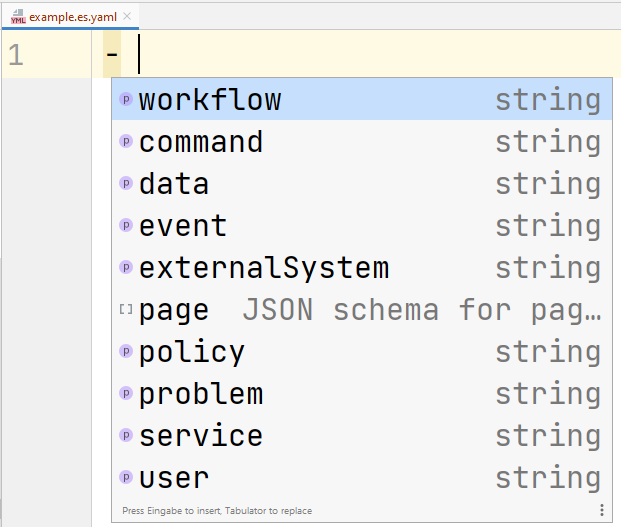 YML example.es.yaml
1 -
workflow string
command string
data string
event string
externalSystem string
page JSON schema for pag…
policy string
problem string
service string
user string
Press Eingabe to insert, Tabulator to replace